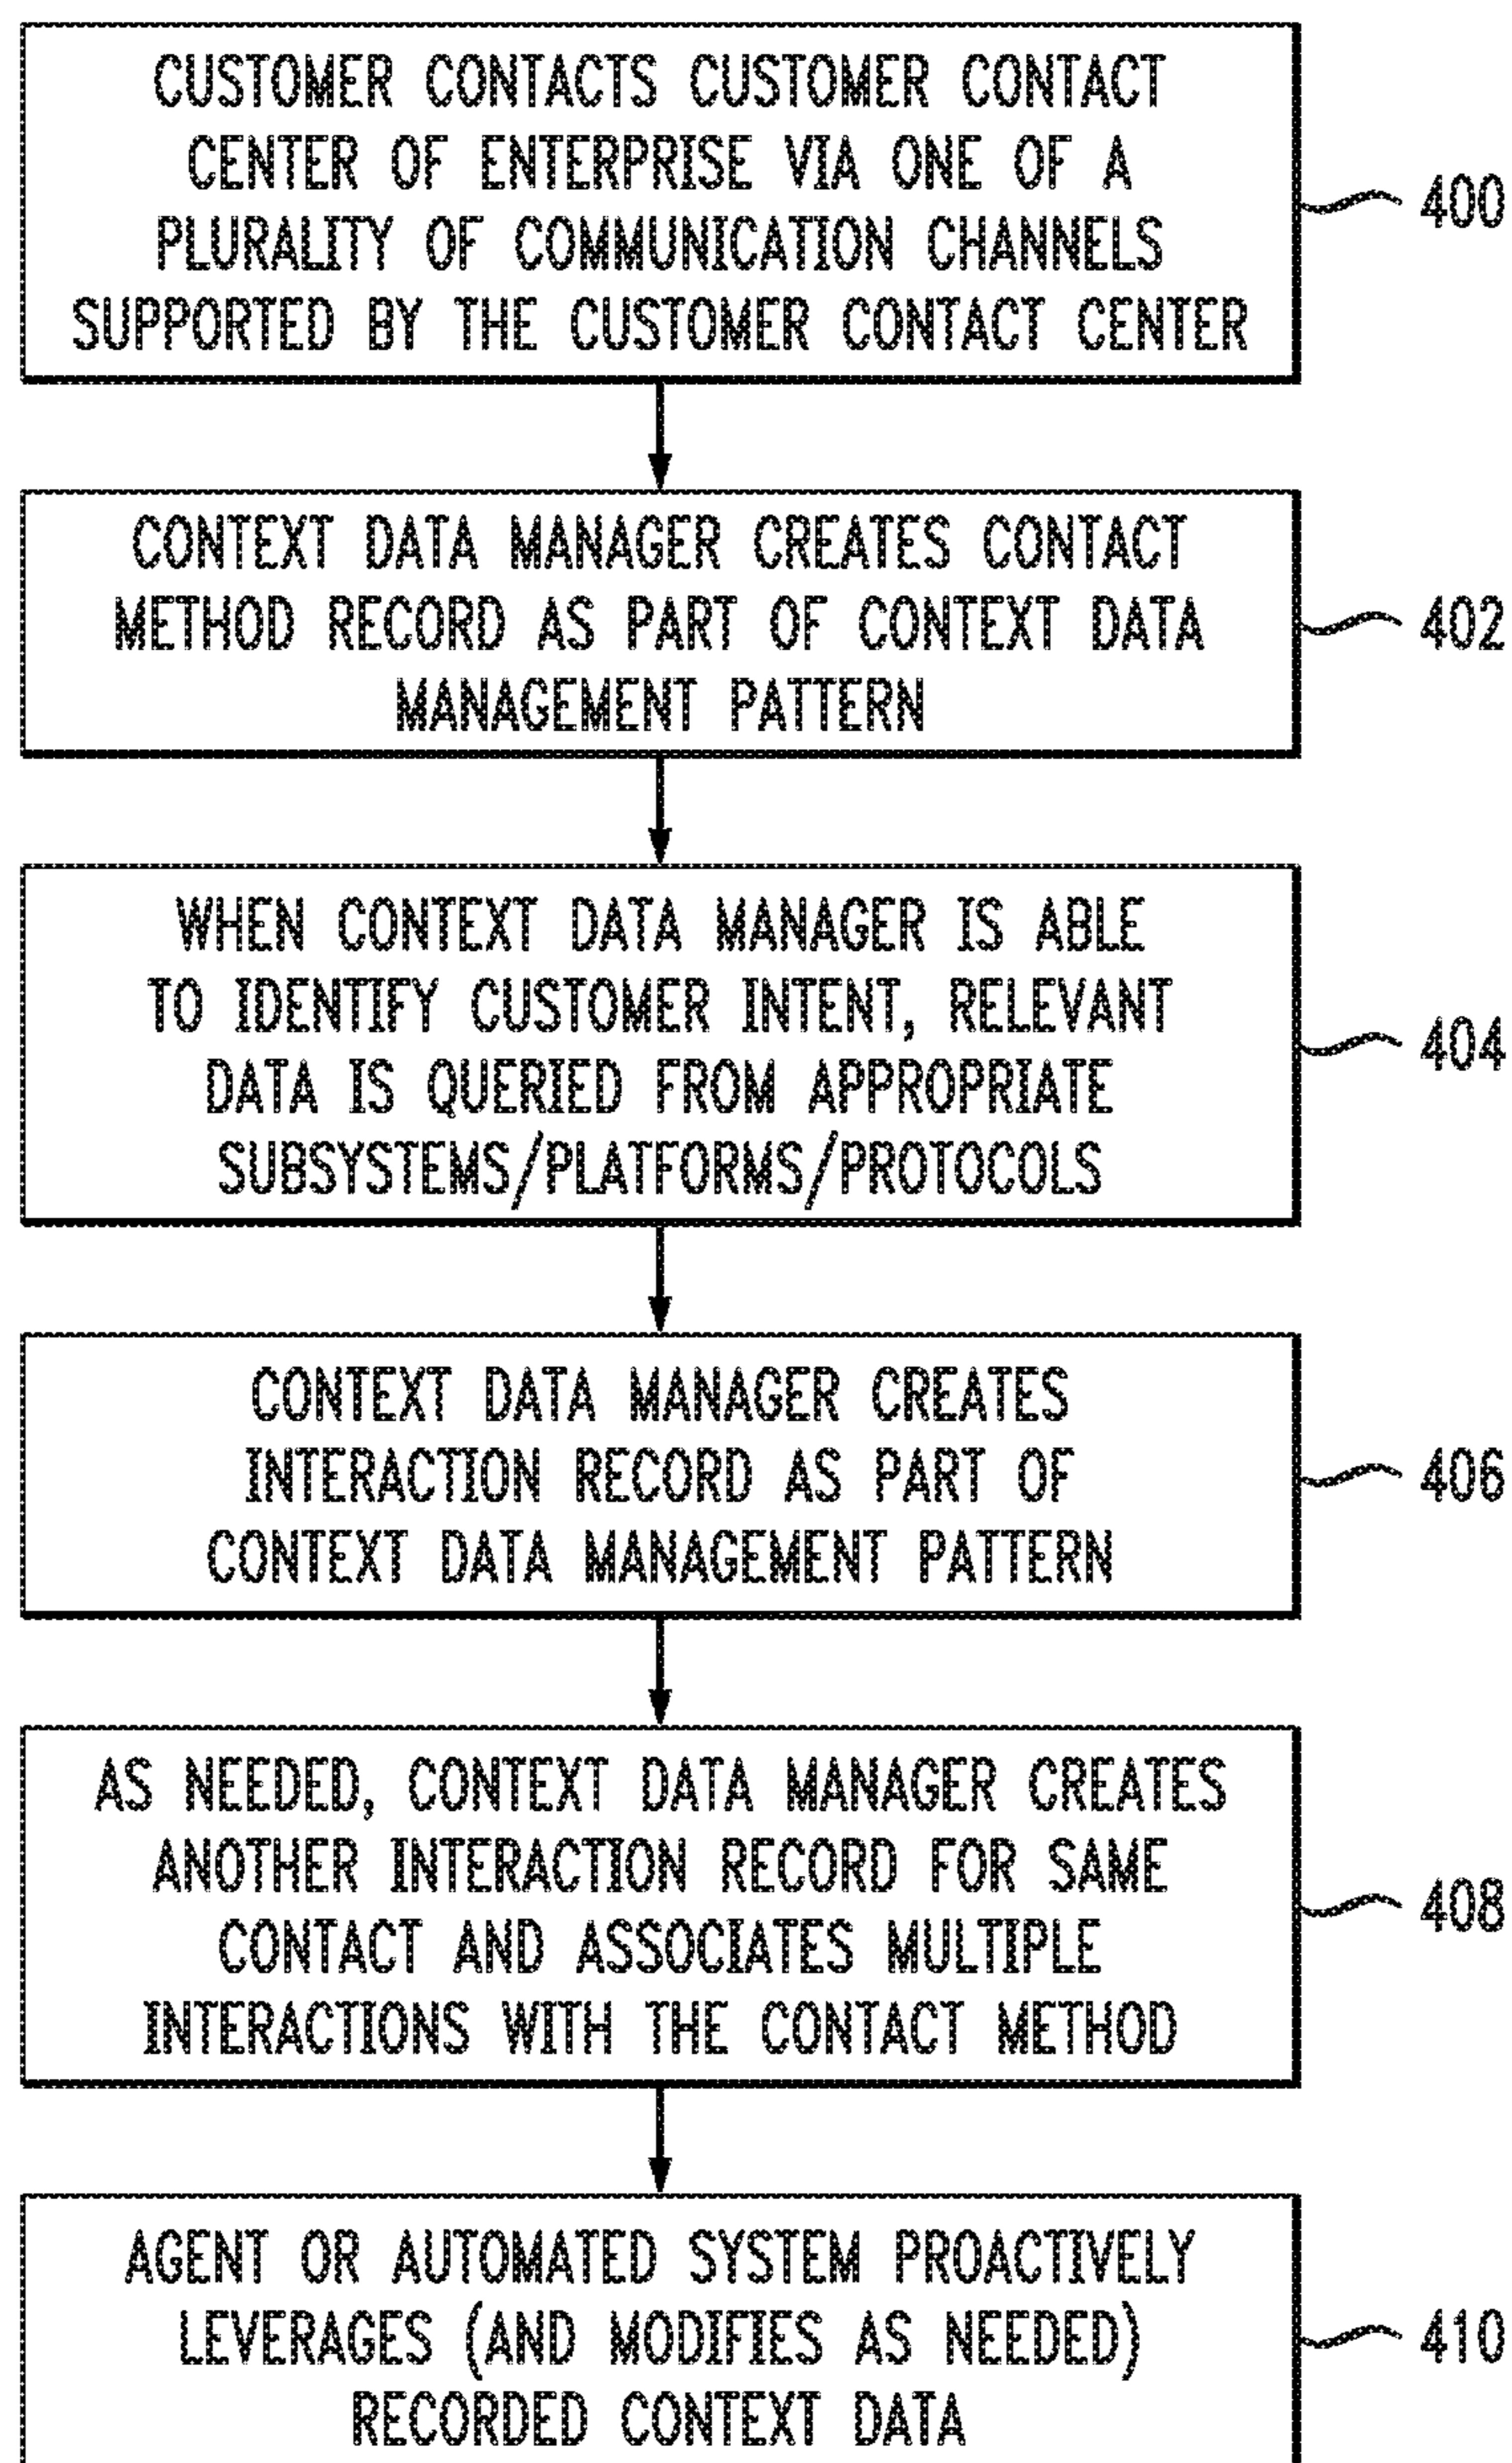 CUSTOMER CONTACTS CUSTOMER CONTACT
CENTER OF ENTERPRISE VIA ONE OF A
PLURALITY OF COMMUNICATION CHANNELS
SUPPORTED BY THE CUSTOMER CONTACT CENTER
400
CONTEXT DATA MANAGER CREATES CONTACT
METHOD RECORD AS PART OF CONTEXT DATA
MANAGEMENT PATTERN
402
WHEN CONTEXT DATA MANAGER IS ABLE
TO IDENTIFY CUSTOMER INTENT, RELEVANT
DATA IS QUERIED FROM APPROPRIATE
SUBSYSTEMS/PLATFORMS/PROTOCOLS
404
CONTEXT DATA MANAGER CREATES
INTERACTION RECORD AS PART OF
CONTEXT DATA MANAGEMENT PATTERN
406
AS NEEDED, CONTEXT DATA MANAGER CREATES
ANOTHER INTERACTION RECORD FOR SAME
CONTACT AND ASSOCIATES MULTIPLE
INTERACTIONS WITH THE CONTACT METHOD
408
AGENT OR AUTOMATED SYSTEM PROACTIVELY
LEVERAGES (AND MODIFIES AS NEEDED)
RECORDED CONTEXT DATA
410